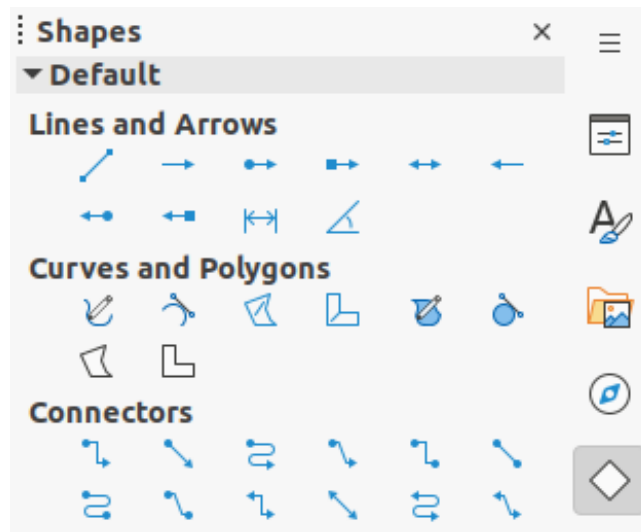 Shapes
Default
Lines and Arrows
Curves and Polygons
Connectors